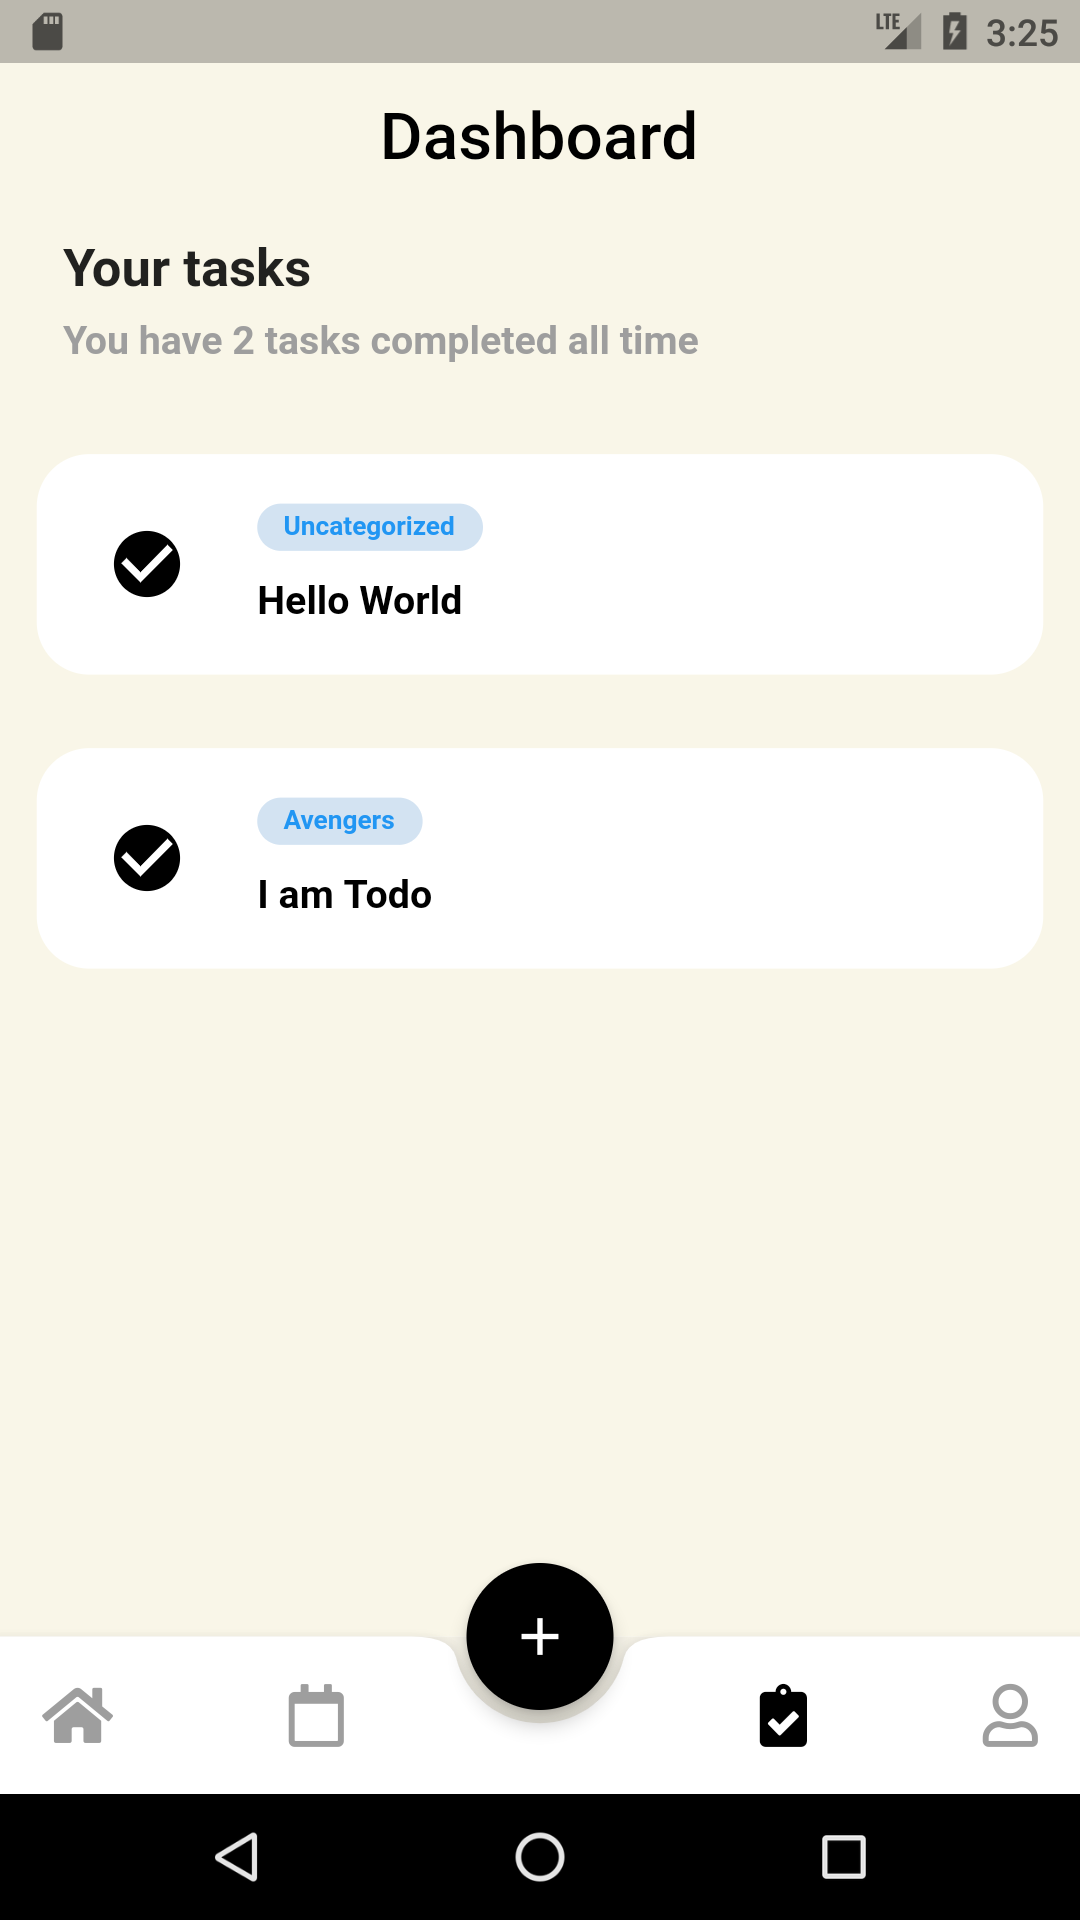 LTE 3:25
Dashboard
Your tasks
You have 2 tasks completed all time
Uncategorized
Hello World
Avengers
I am Todo